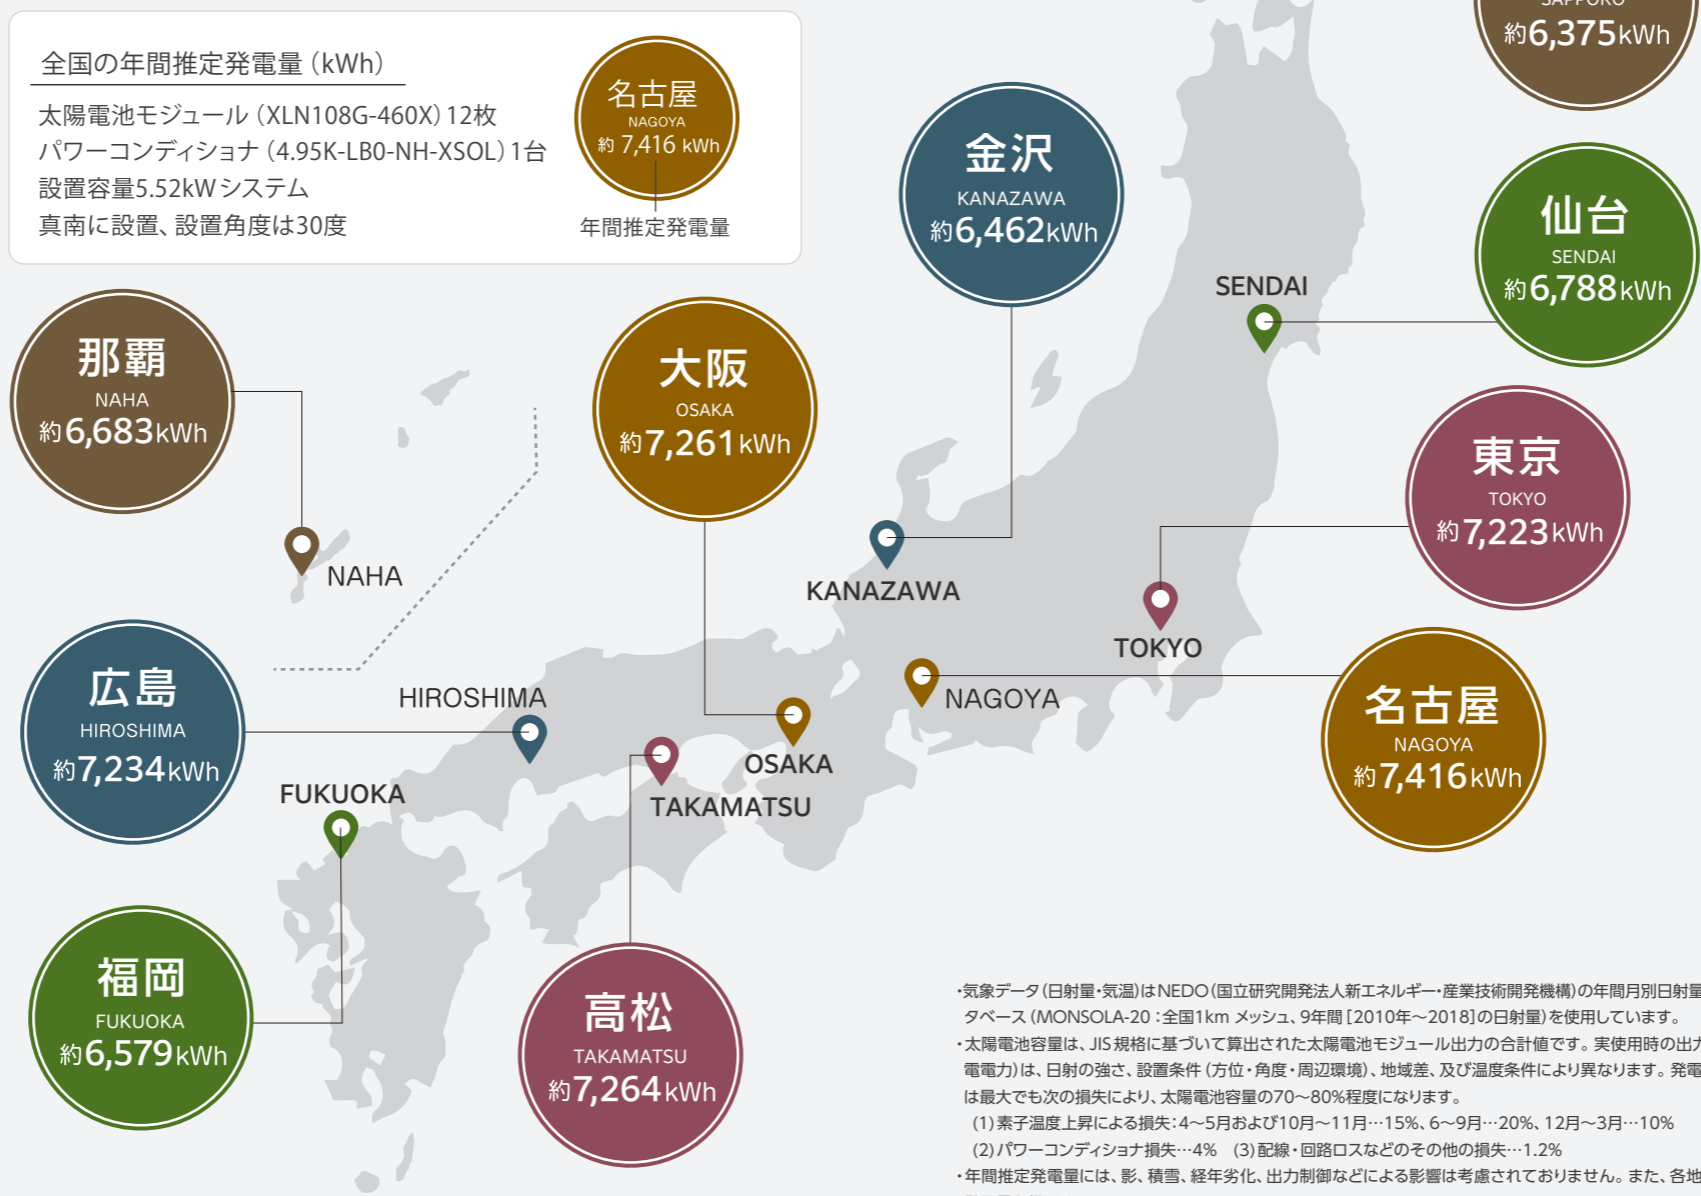 全国の年間推定発電量（kWh）
太陽電池モジュール（XLN108G-460X）12枚
パワーコンディショナ（4.95K-LB0-NH-XSOL）1台
設置容量5.52kWシステム
真南に設置、設置角度は30度
名古屋
NAGOYA
約 7,416 kWh
年間推定発電量
SAPPORO
約6,375kWh
金沢
KANAZAWA
約6,462kWh
仙台
SENDAI
約6,788kWh
SENDAI
那覇
NAHA
約6,683kWh
大阪
OSAKA
約7,261kWh
東京
TOKYO
約7,223kWh
NAHA
KANAZAWA
TOKYO
広島
HIROSHIMA
約7,234kWh
HIROSHIMA
NAGOYA
名古屋
NAGOYA
約7,416kWh
OSAKA
FUKUOKA
TAKAMATSU
福岡
FUKUOKA
約6,579kWh
高松
TAKAMATSU
約7,264kWh
・気象データ（日射量・気温）はNEDO（国立研究開発法人新エネルギー・産業技術開発機構）の年間月別日射量
タベース（MONSOLA-20：全国1km メッシュ、9年間［2010年〜2018］の日射量）を使用しています。
・太陽電池容量は、JIS規格に基づいて算出された太陽電池モジュール出力の合計値です。実使用時の出力
電電力）は、日射の強さ、設置条件（方位・角度・周辺環境）、地域差、及び温度条件により異なります。発電
は最大でも次の損失により、太陽電池容量の70〜80%程度になります。
(1)素子温度上昇による損失：4〜5月および10月〜11月…15%、6〜9月…20%、12月〜3月…10%
(2)パワーコンディショナ損失…4% (3)配線・回路ロスなどのその他の損失…1.2%
・年間推定発電量には、影、積雪、経年劣化、出力制御などによる影響は考慮されておりません。また、各地